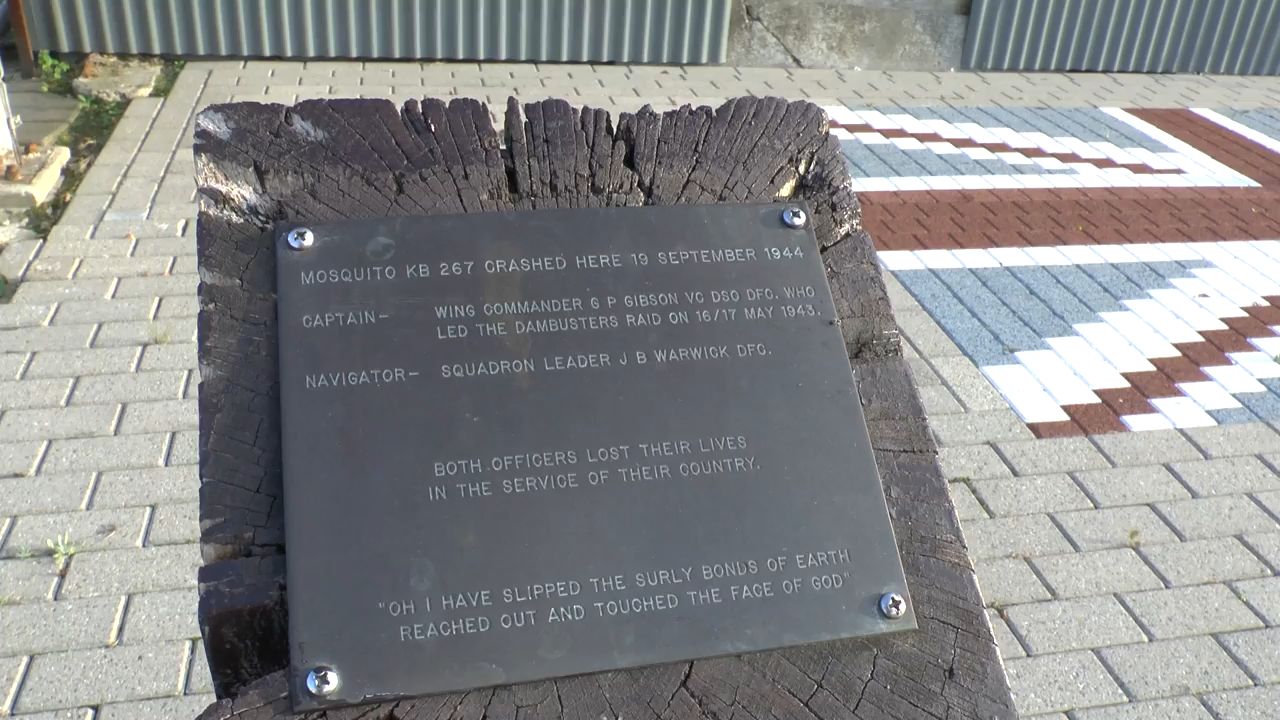 MOSQUITO KB 267 CRASHED HERE 19 SEPTEMBER 1944
CAPTAIN- WING COMMANDER G P GIBSON VC DSO DFC. WHO
LED THE DAMBUSTERS RAID ON 16/17 MAY 1943.
NAVIGATOR- SQUADRON LEADER J B WARWICK DFC.
BOTH OFFICERS LOST THEIR LIVES
IN THE SERVICE OF THEIR COUNTRY.
"OH I HAVE SLIPPED THE SURLY BONDS OF EARTH
REACHED OUT AND TOUCHED THE FACE OF GOD"